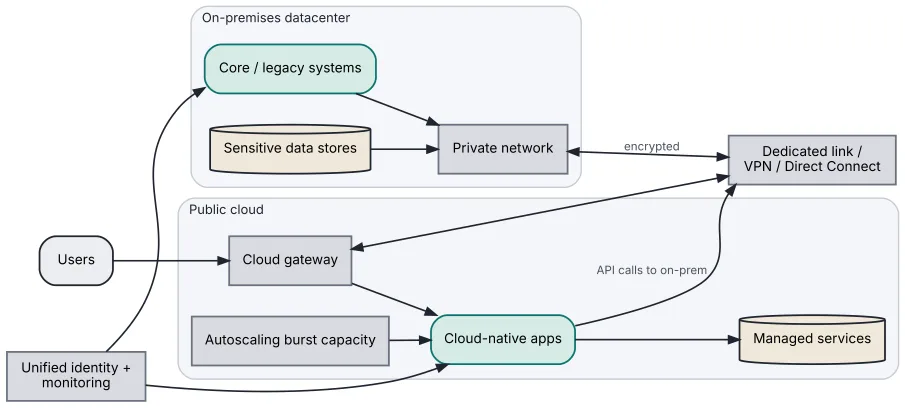 On-premises datacenter
Core / legacy systems
Sensitive data stores
Private network
encrypted
Dedicated link /
VPN / Direct Connect
Public cloud
Users
Cloud gateway
API calls to on-prem
Autoscaling burst capacity
Cloud-native apps
Managed services
Unified identity +
monitoring